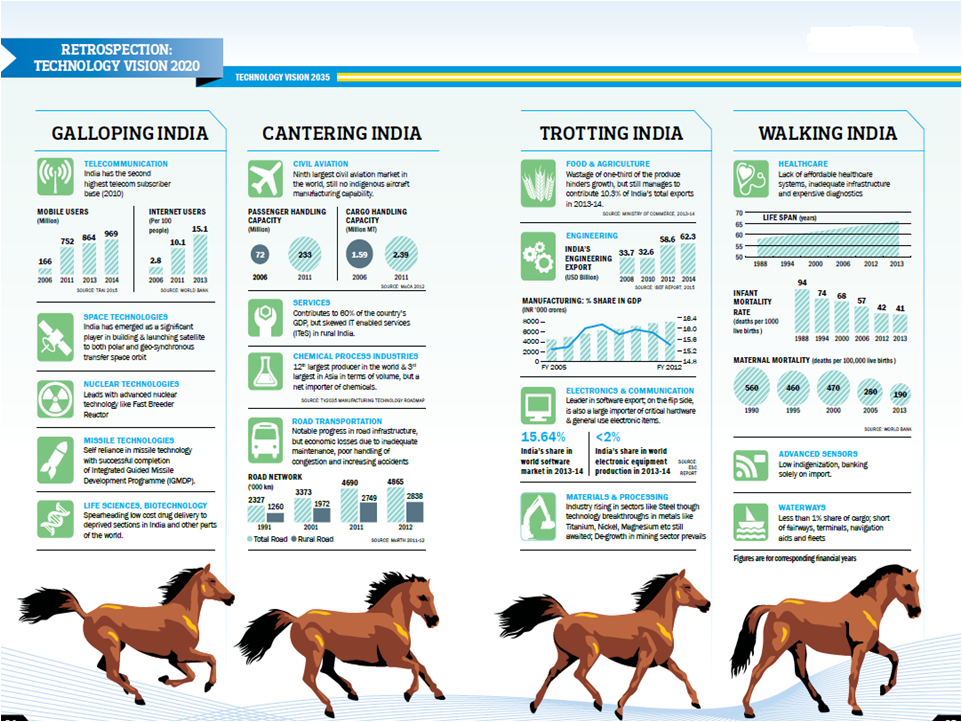 RETROSPECTION:
TECHNOLOGY VISION 2020
TECHNOLOGY VISION 2035
GALLOPING INDIA
TELECOMMUNICATION
India has the second
highest telecom subscriber
base (2010)
MOBILE USERS
(Million)
166
752
864
969
2006 2011 2013 2014
SOURCE: TRAI 2015
INTERNET USERS
(Per 100
people)
2.8
10.1
15.1
2006 2011 2013
SOURCE: WORLD BANK
SPACE TECHNOLOGIES
India has emerged as a significant
player in building & launching satellite
to both polar and geo-synchronous
transfer space orbit
NUCLEAR TECHNOLOGIES
Leads with advanced nuclear
technology like Fast Breeder
Reactor
MISSILE TECHNOLOGIES
Self reliance in missile technology
with successful completion
of Integrated Guided Missile
Development Programme (IGMDP).
LIFE SCIENCES, BIOTECHNOLOGY
Spearheading low cost drug delivery to
deprived sections in India and other parts
of the world.
CANTERING INDIA
CIVIL AVIATION
Ninth largest civil aviation market in
the world, still no indigenous aircraft
manufacturing capability.
PASSENGER HANDLING
CAPACITY
(Million)
72
233
2006 2011
CARGO HANDLING
CAPACITY
(Million MT)
1.59
2.39
2006 2011
SOURCE: MoCA 2012
SERVICES
Contributes to 60% of the country's
GDP, but skewed IT enabled services
(ITeS) in rural India.
CHEMICAL PROCESS INDUSTRIES
12th largest producer in the world & 3rd
largest in Asia in terms of volume, but a
net importer of chemicals.
SOURCE: TV2035 MANUFACTURING TECHNOLOGY ROADMAP
ROAD TRANSPORTATION
Notable progress in road infrastructure,
but economic losses due to inadequate
maintenance, poor handling of
congestion and increasing accidents
ROAD NETWORK
('000 km)
2327
1260
3373
1972
4690
2749
4865
2838
1991 2001 2011 2012
Total Road Rural Road
SOURCE: MoRTH 2011-12
TROTTING INDIA
FOOD & AGRICULTURE
Wastage of one-third of the produce
hinders growth, but still manages to
contribute 10.3% of India's total exports
in 2013-14.
SOURCE: MINISTRY OF COMMERCE, 2013-14
ENGINEERING
INDIA'S
ENGINEERING
EXPORT
(USD Billion)
33.7
32.6
58.6
62.3
2008 2010 2012 2014
SOURCE: IBEF REPORT, 2015
MANUFACTURING: % SHARE IN GDP
(INR '000 crores)
8000
6000
4000
2000
0
16.4
16.0
15.6
15.2
14.8
FY 2005 FY 2012
ELECTRONICS & COMMUNICATION
Leader in software export; on the flip side,
is also a large importer of critical hardware
& general use electronic items.
15.64%
India's share in
world software
market in 2013-14
<2%
India's share in world
electronic equipment
production in 2013-14
SOURCE:
ESC
REPORT
MATERIALS & PROCESSING
Industry rising in sectors like Steel though
technology breakthroughs in metals like
Titanium, Nickel, Magnesium etc still
awaited; De-growth in mining sector prevails
WALKING INDIA
HEALTHCARE
Lack of affordable healthcare
systems, inadequate infrastructure
and expensive diagnostics
LIFE SPAN (years)
70
65
60
55
50
1988 1994 2000 2006 2012 2013
INFANT
MORTALITY
RATE
(deaths per 1000
live births )
94
74
68
57
42
41
1988 1994 2000 2006 2012 2013
MATERNAL MORTALITY (deaths per 100,000 live births )
560
460
470
280
190
1990 1995 2000 2005 2013
SOURCE: WORLD BANK
ADVANCED SENSORS
Low indigenization, banking
solely on import.
WATERWAYS
Less than 1% share of cargo; short
of fairways, terminals, navigation
aids and fleets
Figures are for corresponding financial years